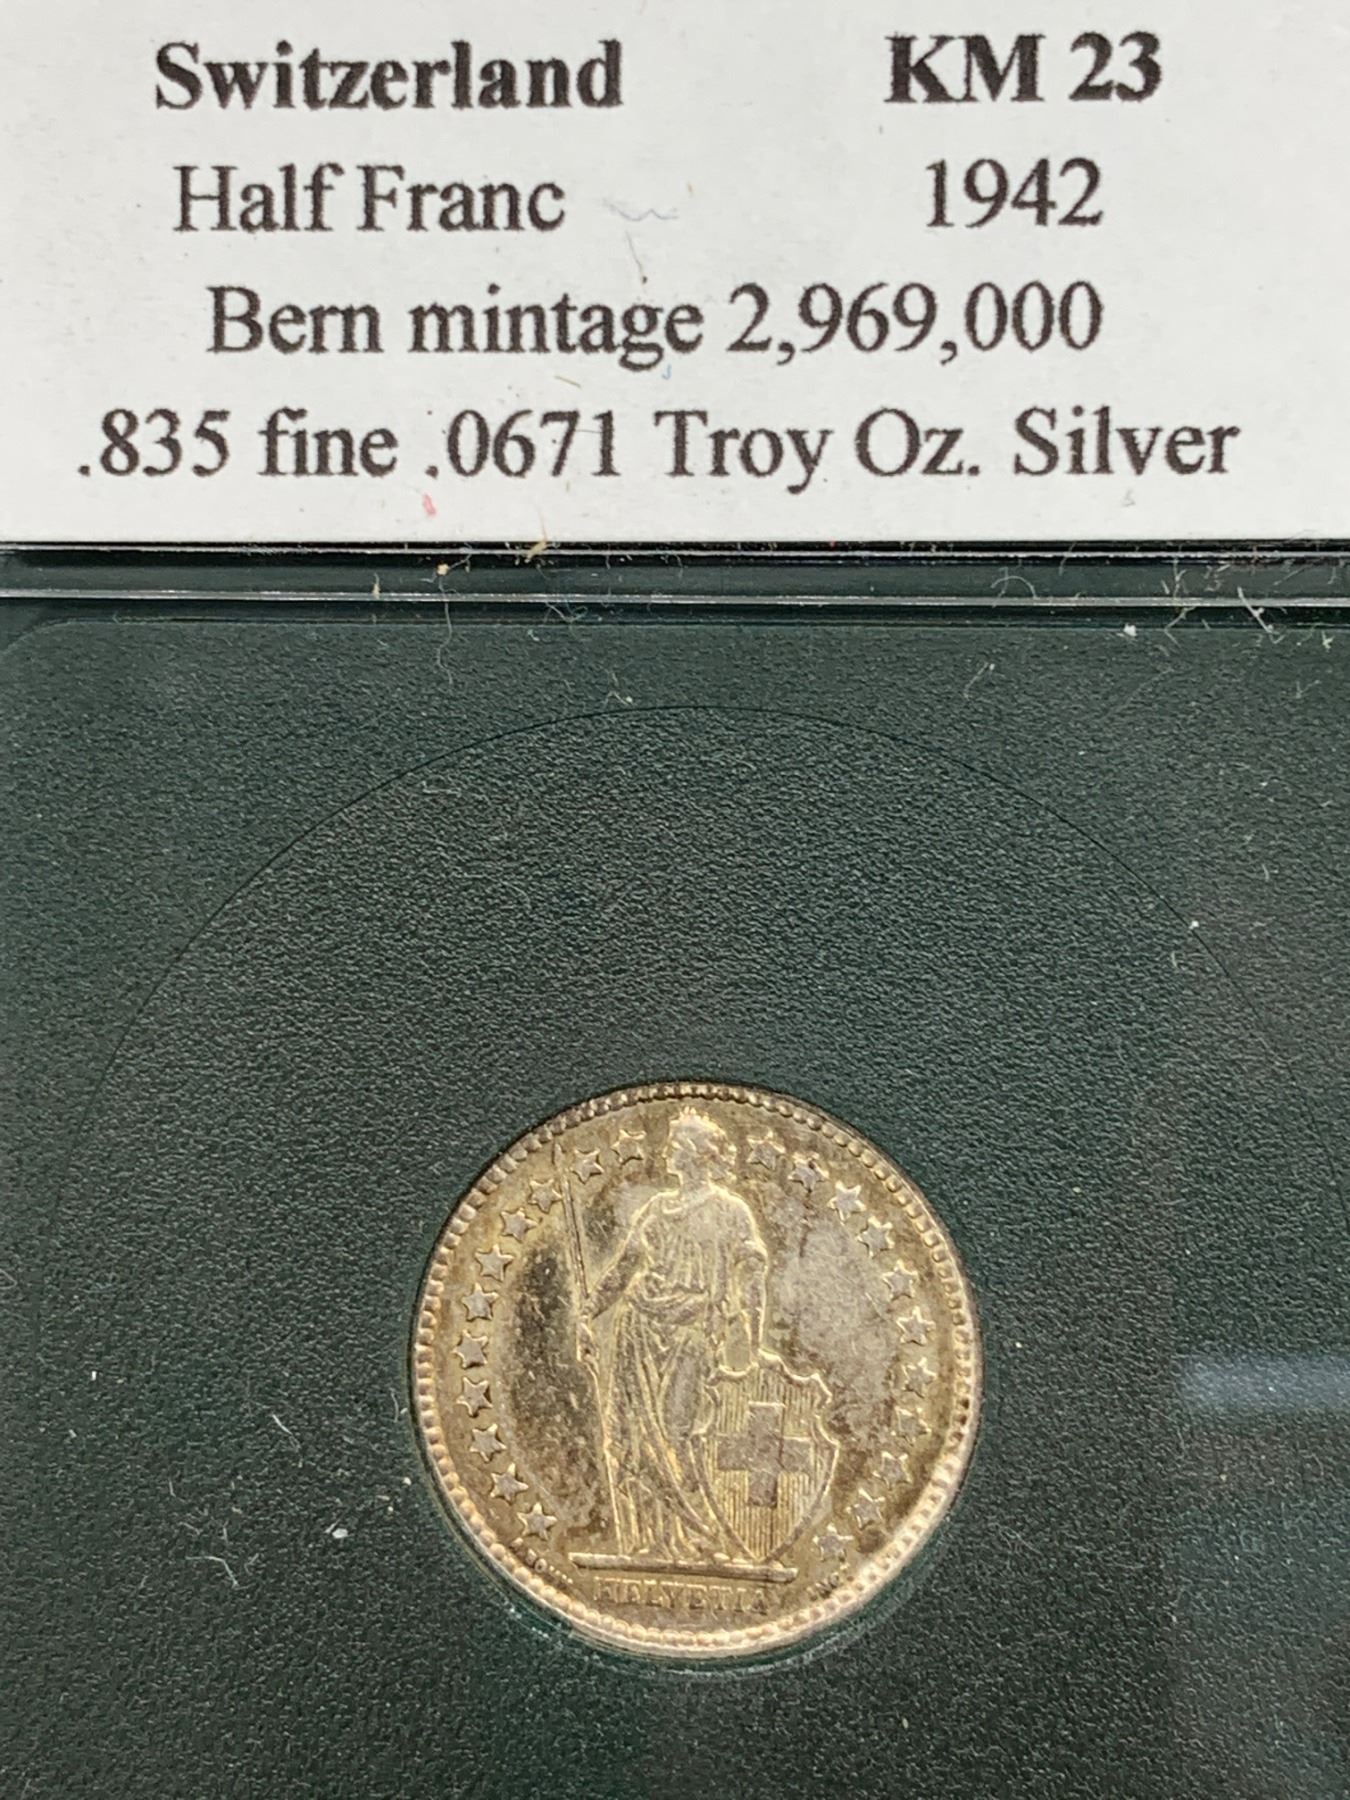 Switzerland KM 23
Half Franc 1942
Bern mintage 2,969,000
.835 fine .0671 Troy Oz. Silver
HELVETIA